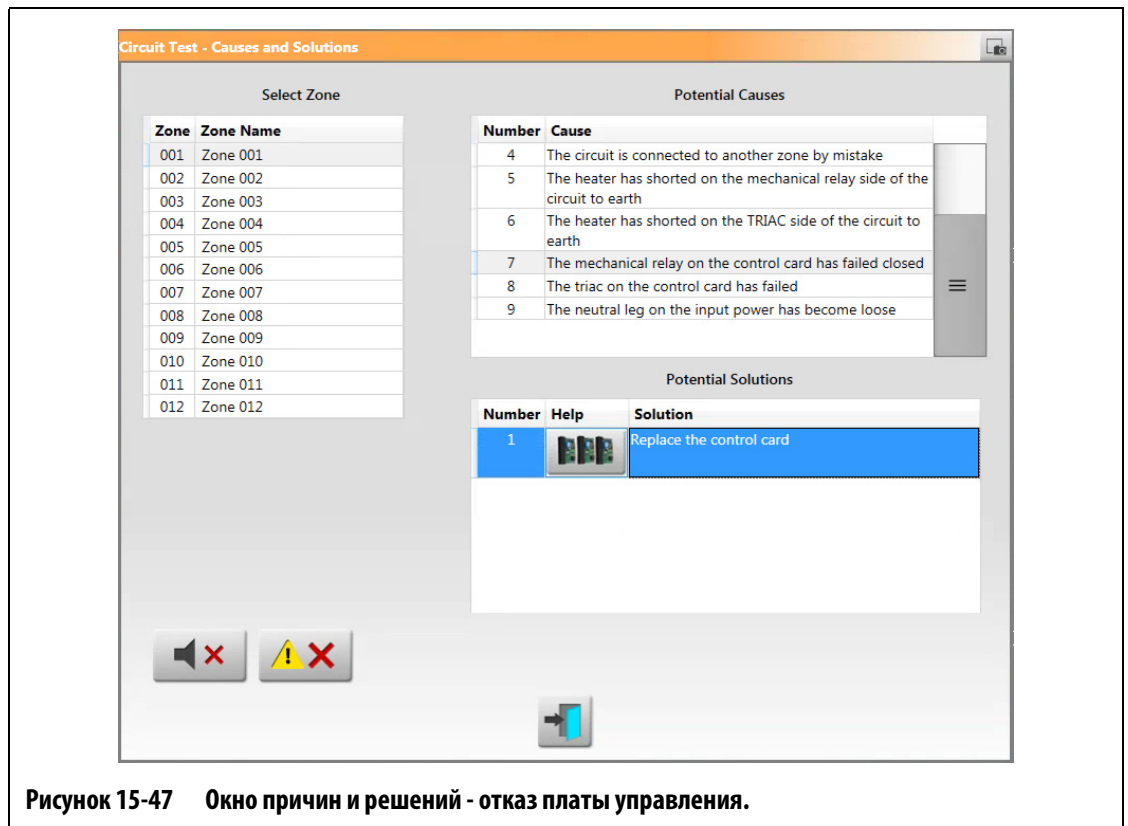 Circuit Test - Causes and Solutions
Select Zone
Zone Zone Name
001 Zone 001
002 Zone 002
003 Zone 003
004 Zone 004
005 Zone 005
006 Zone 006
007 Zone 007
008 Zone 008
009 Zone 009
010 Zone 010
011 Zone 011
012 Zone 012
Potential Causes
Number Cause
4 The circuit is connected to another zone by mistake
5 The heater has shorted on the mechanical relay side of the
circuit to earth
6 The heater has shorted on the TRIAC side of the circuit to
earth
7 The mechanical relay on the control card has failed closed
8 The triac on the control card has failed
9 The neutral leg on the input power has become loose
Potential Solutions
Number Help Solution
1 Replace the control card
Рисунок 15-47 Окно причин и решений - отказ платы управления.